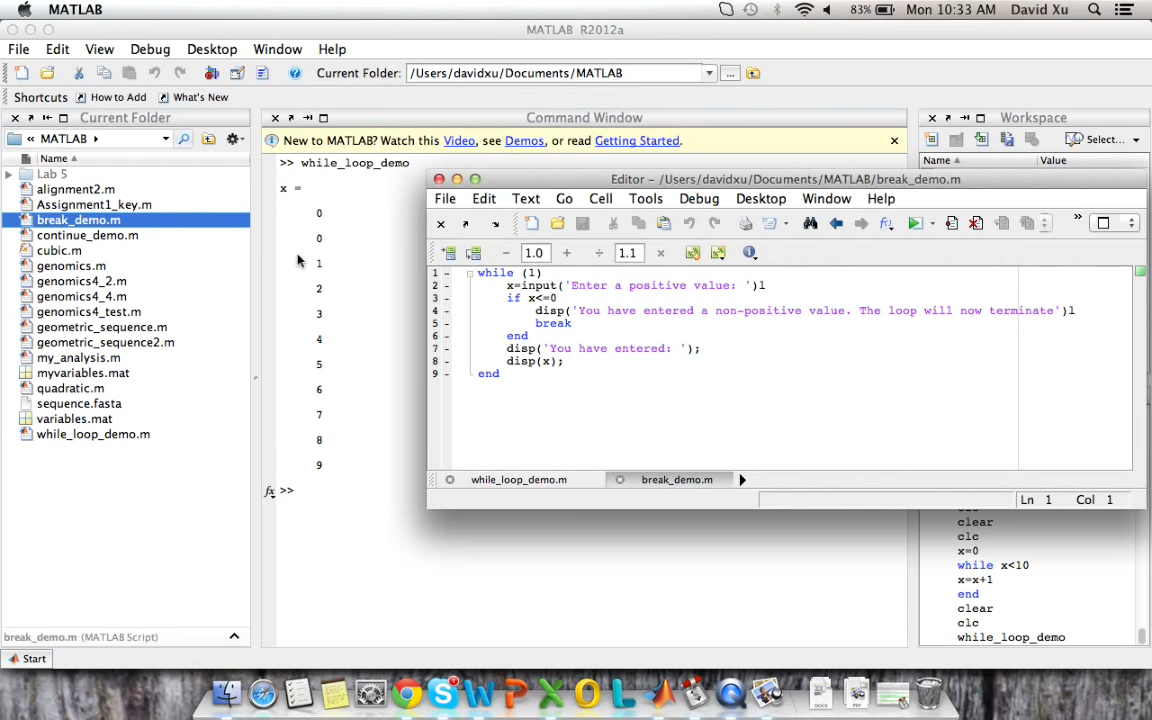 MATLAB
83%
Mon 10:33 AM
David Xu
MATLAB R2012a
File Edit View Debug Desktop Window Help
Current Folder: /Users/davidxu/Documents/MATLAB
...
Shortcuts How to Add What's New
Current Folder
« MATLAB
Name
Lab 5
alignment2.m
Assignment1_key.m
break_demo.m
continue_demo.m
cubic.m
genomics.m
genomics4_2.m
genomics4_4.m
genomics4_test.m
geometric_sequence.m
geometric_sequence2.m
my_analysis.m
myvariables.mat
quadratic.m
sequence.fasta
variables.mat
while_loop_demo.m
break_demo.m (MATLAB Script)
Start
Command Window
New to MATLAB? Watch this Video, see Demos, or read Getting Started.
>> while_loop_demo
x =
0
0
1
2
3
4
5
6
7
8
9
fx >>
Editor - /Users/davidxu/Documents/MATLAB/break_demo.m
File Edit Text Go Cell Tools Debug Desktop Window Help
− 1.0 + ÷ 1.1 ×
1 while (1)
2 x=input('Enter a positive value: ')l
3 if x<=0
4 disp('You have entered a non-positive value. The loop will now terminate')l
5 break
6 end
7 disp('You have entered: ');
8 disp(x);
9 end
while_loop_demo.m
break_demo.m
Ln 1 Col 1
Workspace
Select...
Name Value
clc
clear
clc
x=0
while x<10
x=x+1
end
clear
clc
while_loop_demo